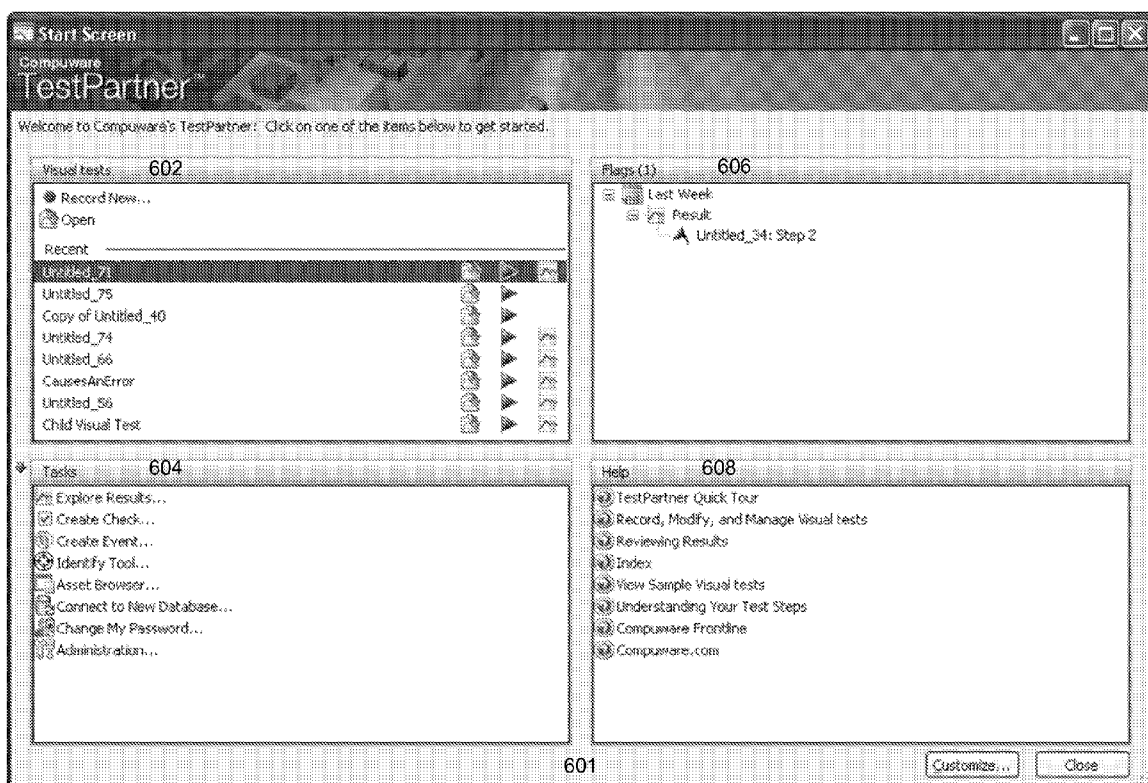 Start Screen
Compuware
TestPartner™
Welcome to Compuware's TestPartner: Click on one of the items below to get started.
Visual tests 602
Record New...
Open
Recent
Untitled_71
Untitled_75
Copy of Untitled_40
Untitled_74
Untitled_66
CausesAnError
Untitled_56
Child Visual Test
Flags (1) 606
Last Week
Result
Untitled_34: Step 2
Tasks 604
Explore Results...
Create Check...
Create Event...
Identify Tool...
Asset Browser...
Connect to New Database...
Change My Password...
Administration...
Help 608
TestPartner Quick Tour
Record, Modify, and Manage Visual tests
Reviewing Results
Index
View Sample Visual tests
Understanding Your Test Steps
Compuware Frontline
Compuware.com
601
Customize...
Close